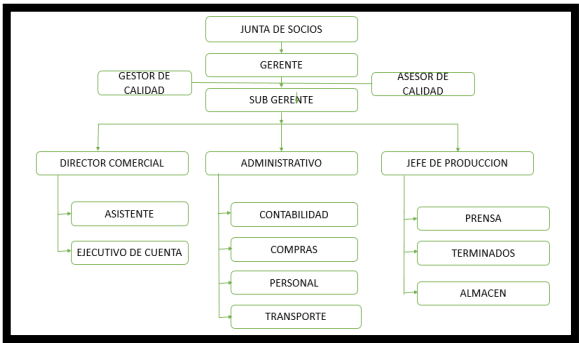 JUNTA DE SOCIOS
GERENTE
GESTOR DE
CALIDAD
ASESOR DE
CALIDAD
SUB GERENTE
DIRECTOR COMERCIAL
ADMINISTRATIVO
JEFE DE PRODUCCION
ASISTENTE
EJECUTIVO DE CUENTA
CONTABILIDAD
COMPRAS
PERSONAL
TRANSPORTE
PRENSA
TERMINADOS
ALMACEN